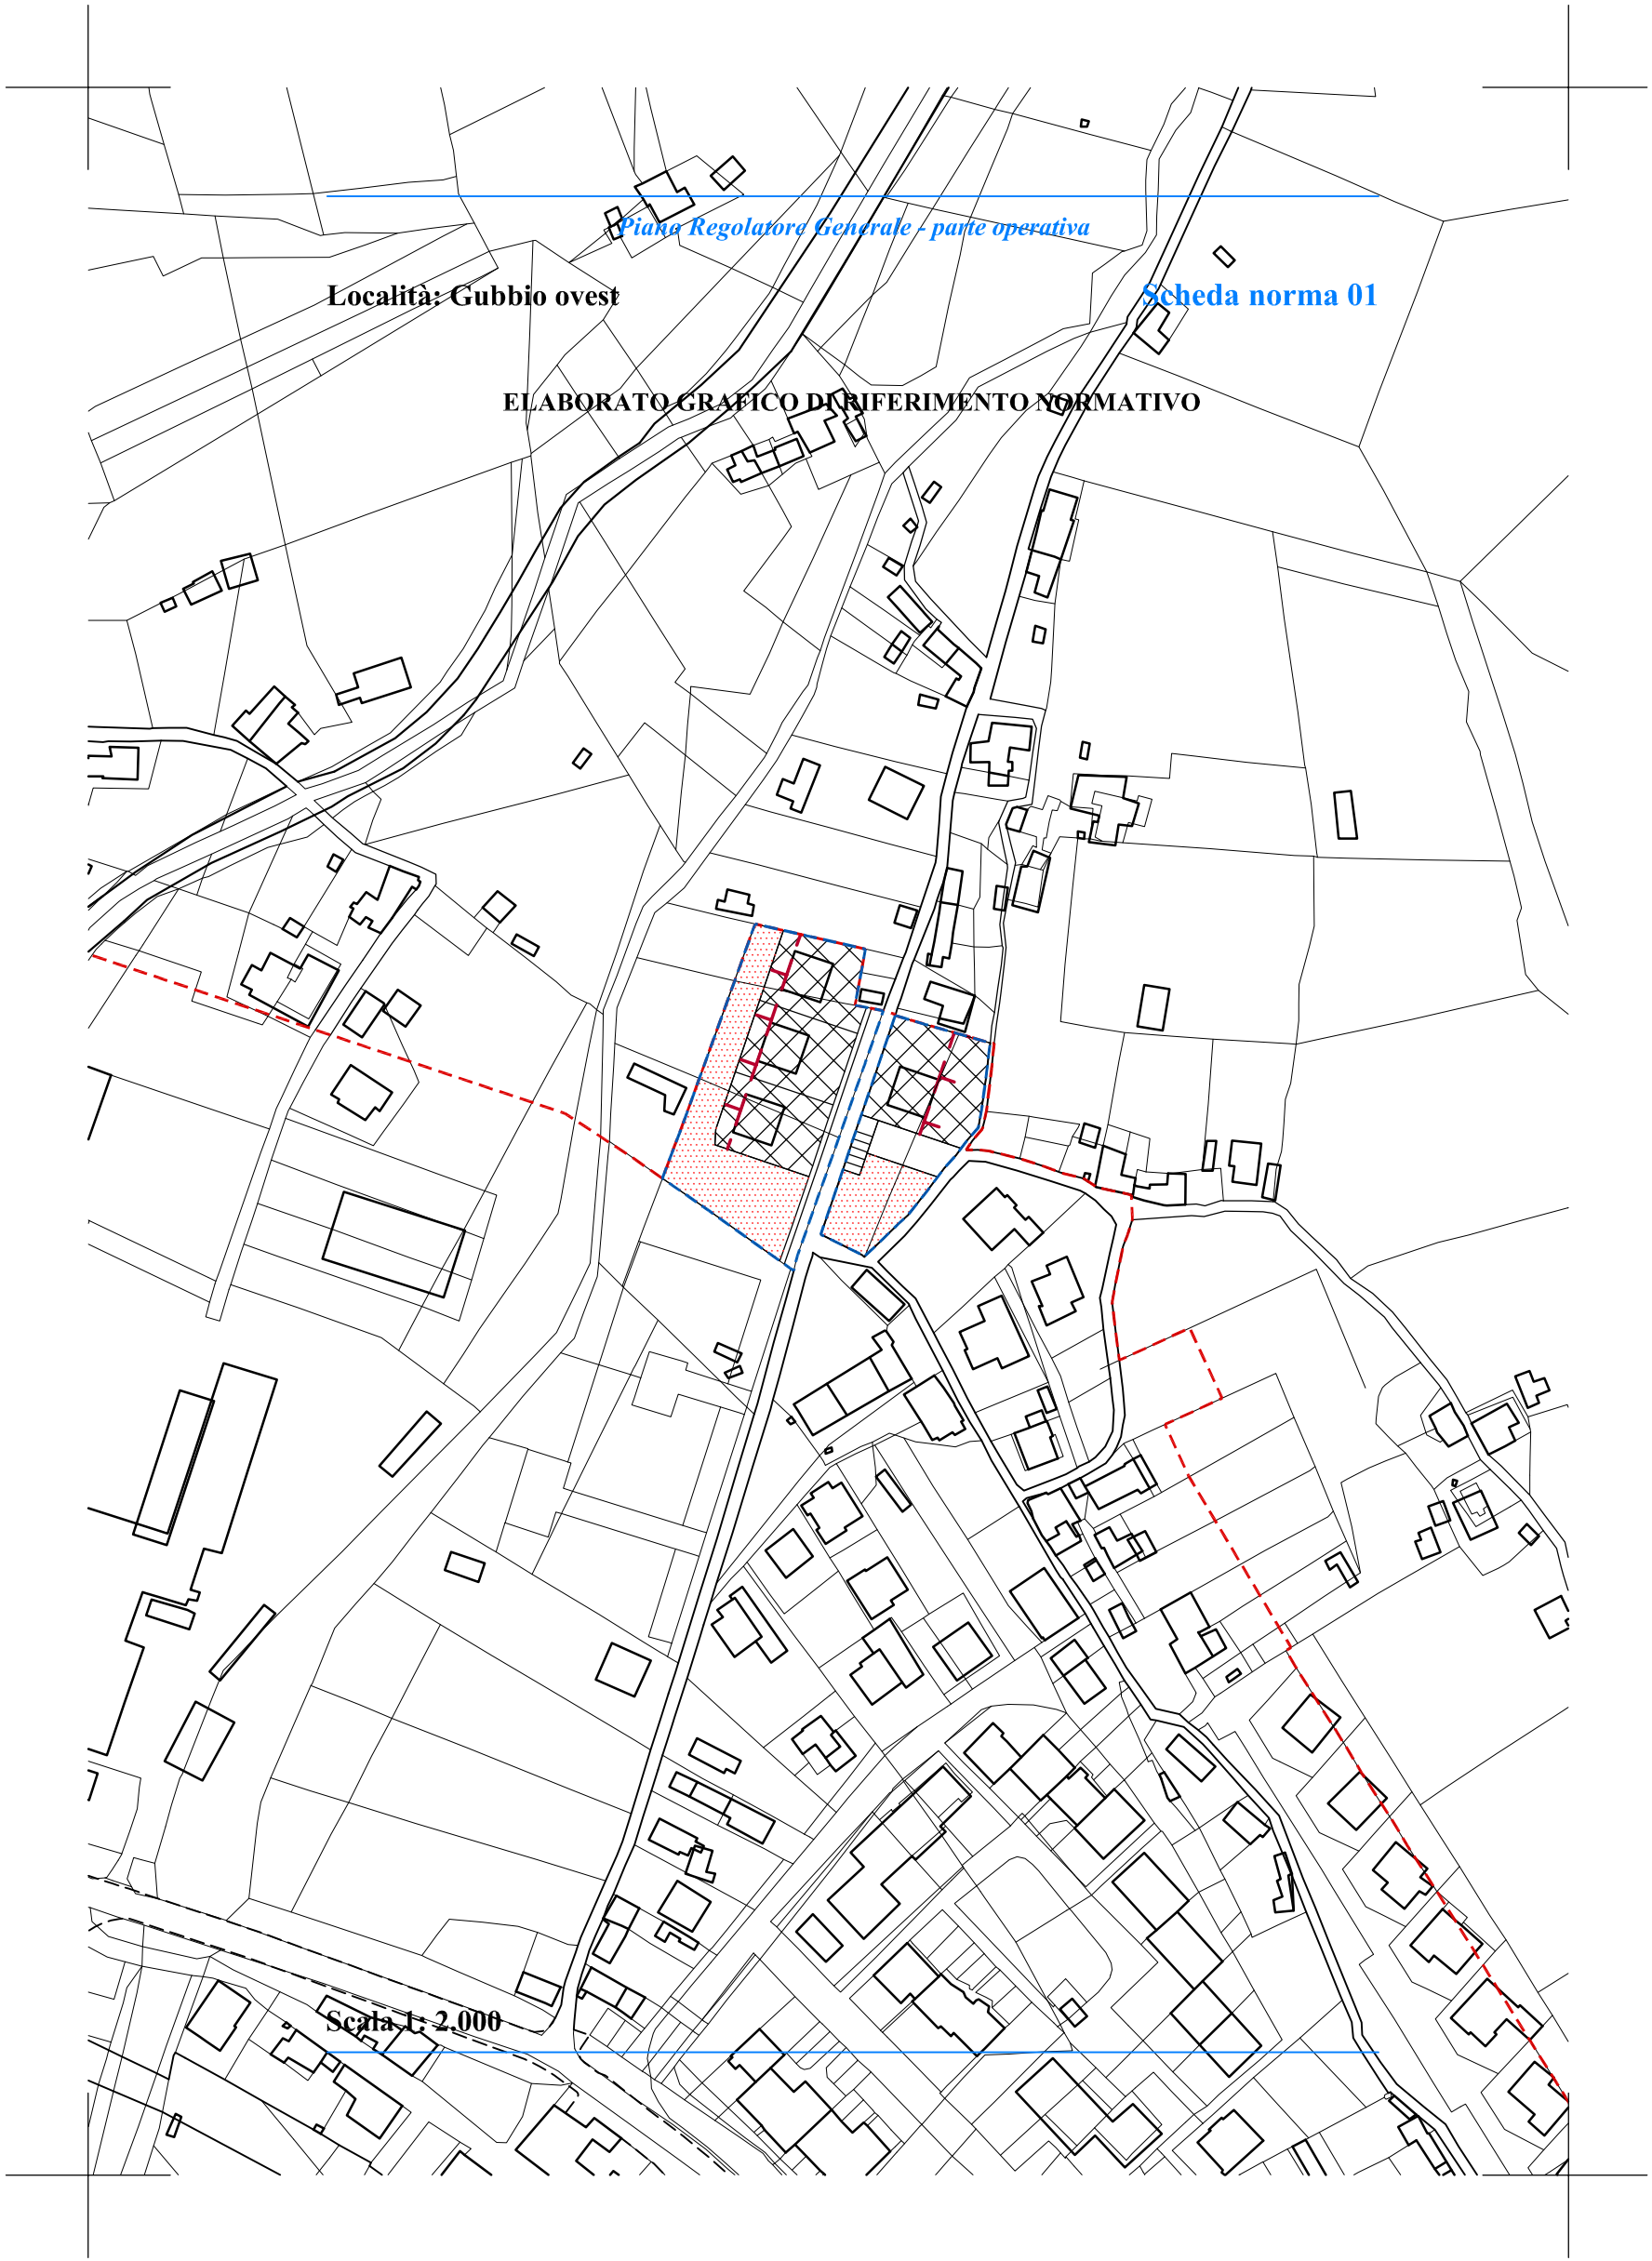 Piano Regolatore Generale - parte operativa
Località: Gubbio ovest
Scheda norma 01
ELABORATO GRAFICO DI RIFERIMENTO NORMATIVO
Scala 1: 2.000